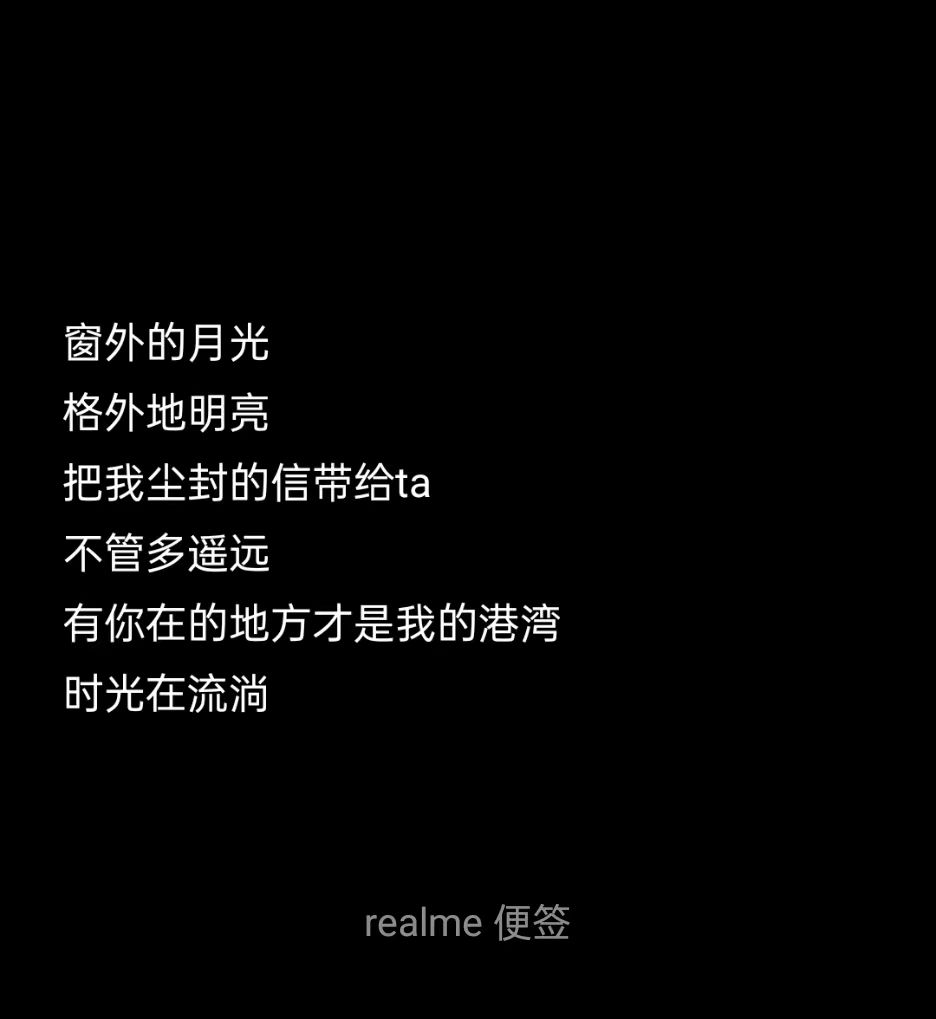 窗外的月光
格外地明亮
把我尘封的信带给ta
不管多遥远
有你在的地方才是我的港湾
时光在流淌
realme 便签